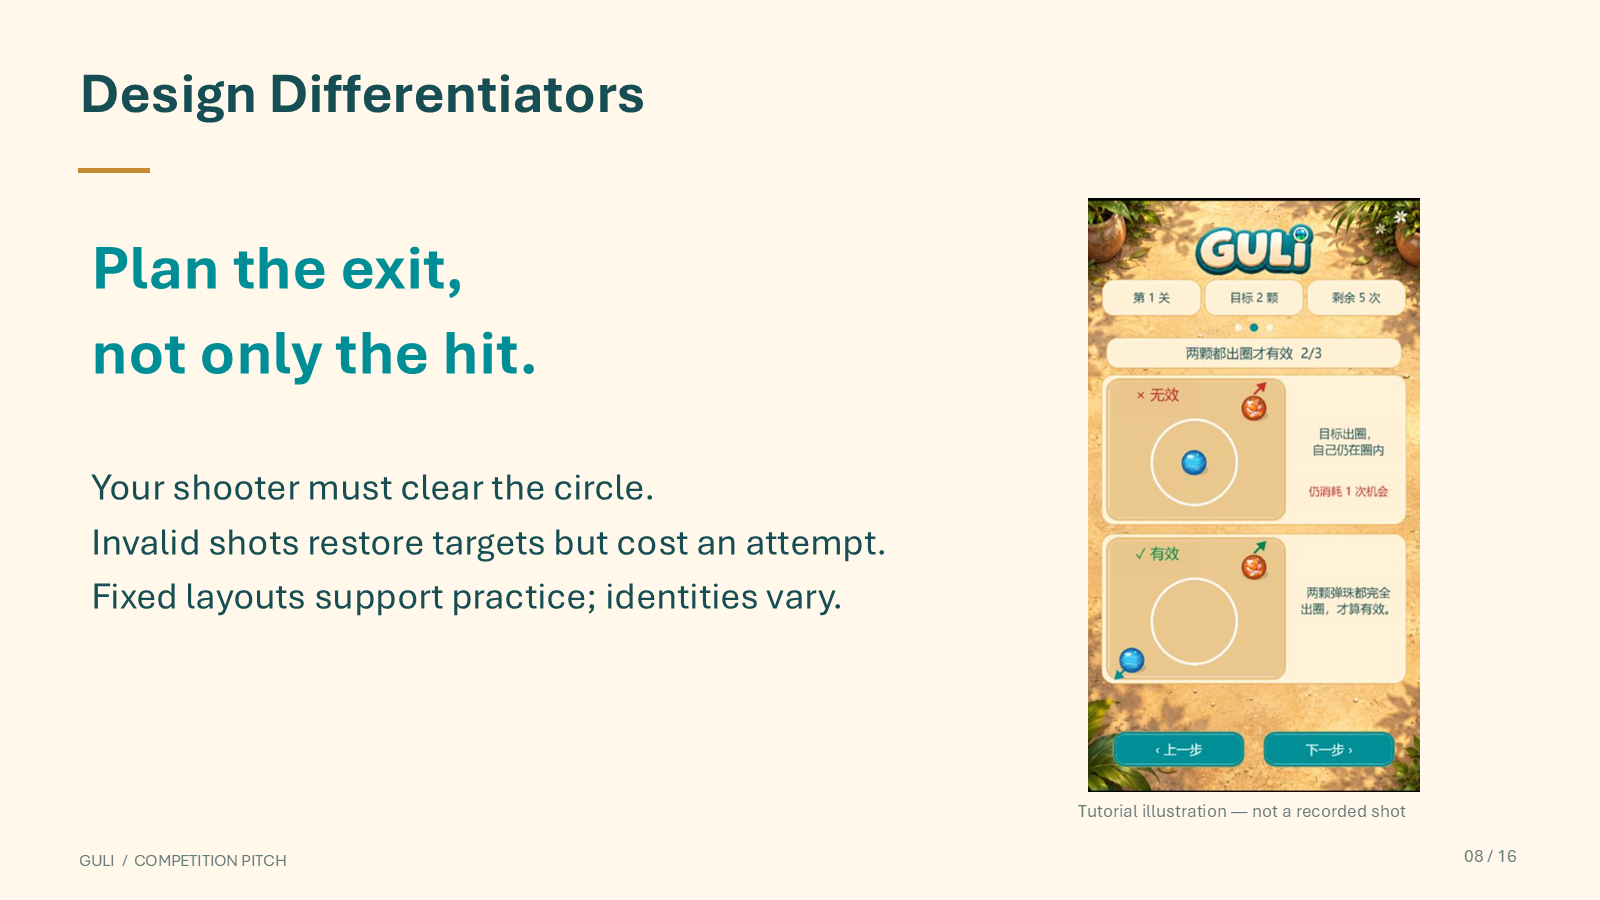 Design Differentiators
Plan the exit,
not only the hit.
Your shooter must clear the circle.
Invalid shots restore targets but cost an attempt.
Fixed layouts support practice; identities vary.
GULi
第 1 关
目标 2 颗
剩余 5 次
两颗都出圈才有效 2/3
× 无效
目标出圈，
自己仍在圈内
仍消耗 1 次机会
✓ 有效
两颗弹珠都完全
出圈，才算有效。
‹ 上一步
下一步 ›
Tutorial illustration — not a recorded shot
GULI / COMPETITION PITCH
08 / 16